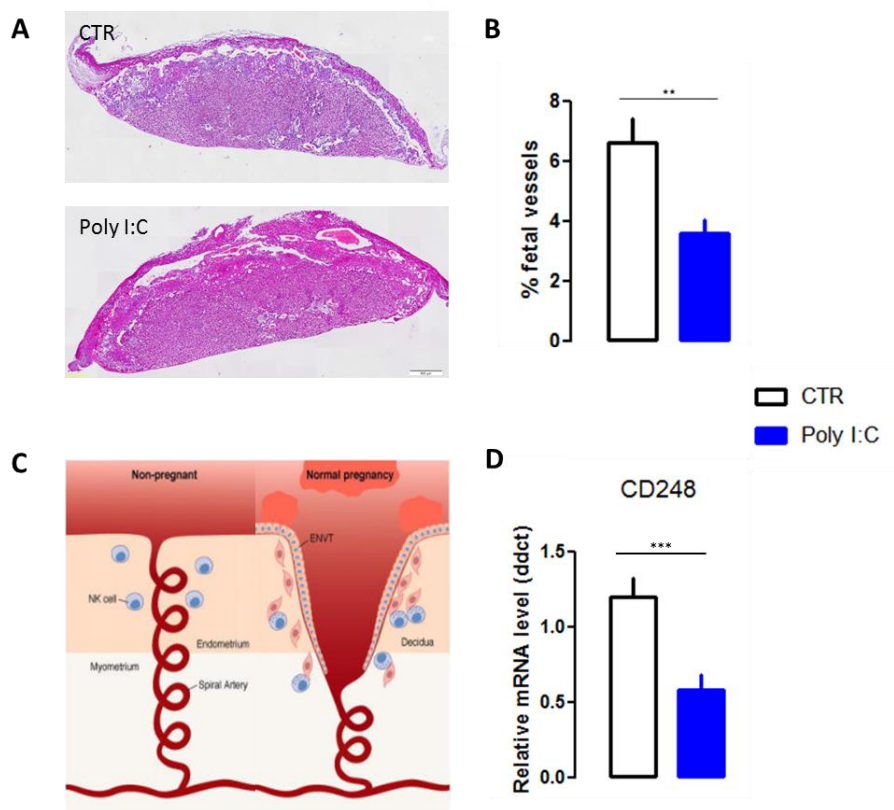 A
CTR
Poly I:C
B
**
8
6
4
2
0
% fetal vessels
CTR
Poly I:C
C
Non-pregnant
Normal pregnancy
ENVT
NK cell
Endometrium
Decidua
Myometrium
Spiral Artery
D
CD248
***
1.5
1.0
0.5
0.0
Relative mRNA level (ddct)